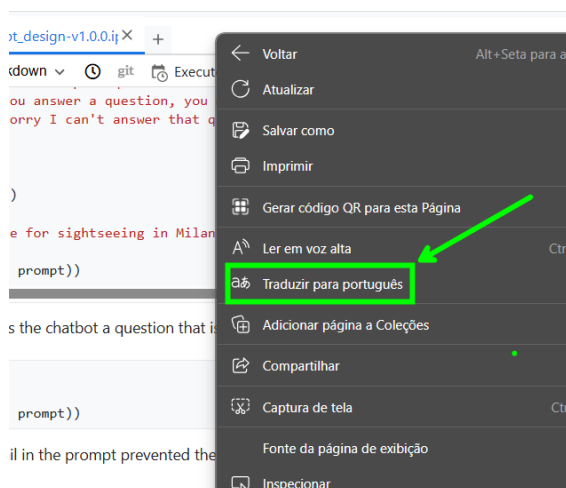 pt_design-v1.0.0.ip
kdown
git
Execut
ou answer a question, you
orry I can't answer that q
)
e for sightseeing in Milan
prompt))
s the chatbot a question that is
prompt))
il in the prompt prevented the
Voltar Alt+Seta para a
Atualizar
Salvar como
Imprimir
Gerar código QR para esta Página
Ler em voz alta Ctr
Traduzir para português
Adicionar página a Coleções
Compartilhar
Captura de tela Ct
Fonte da página de exibição
Inspecionar